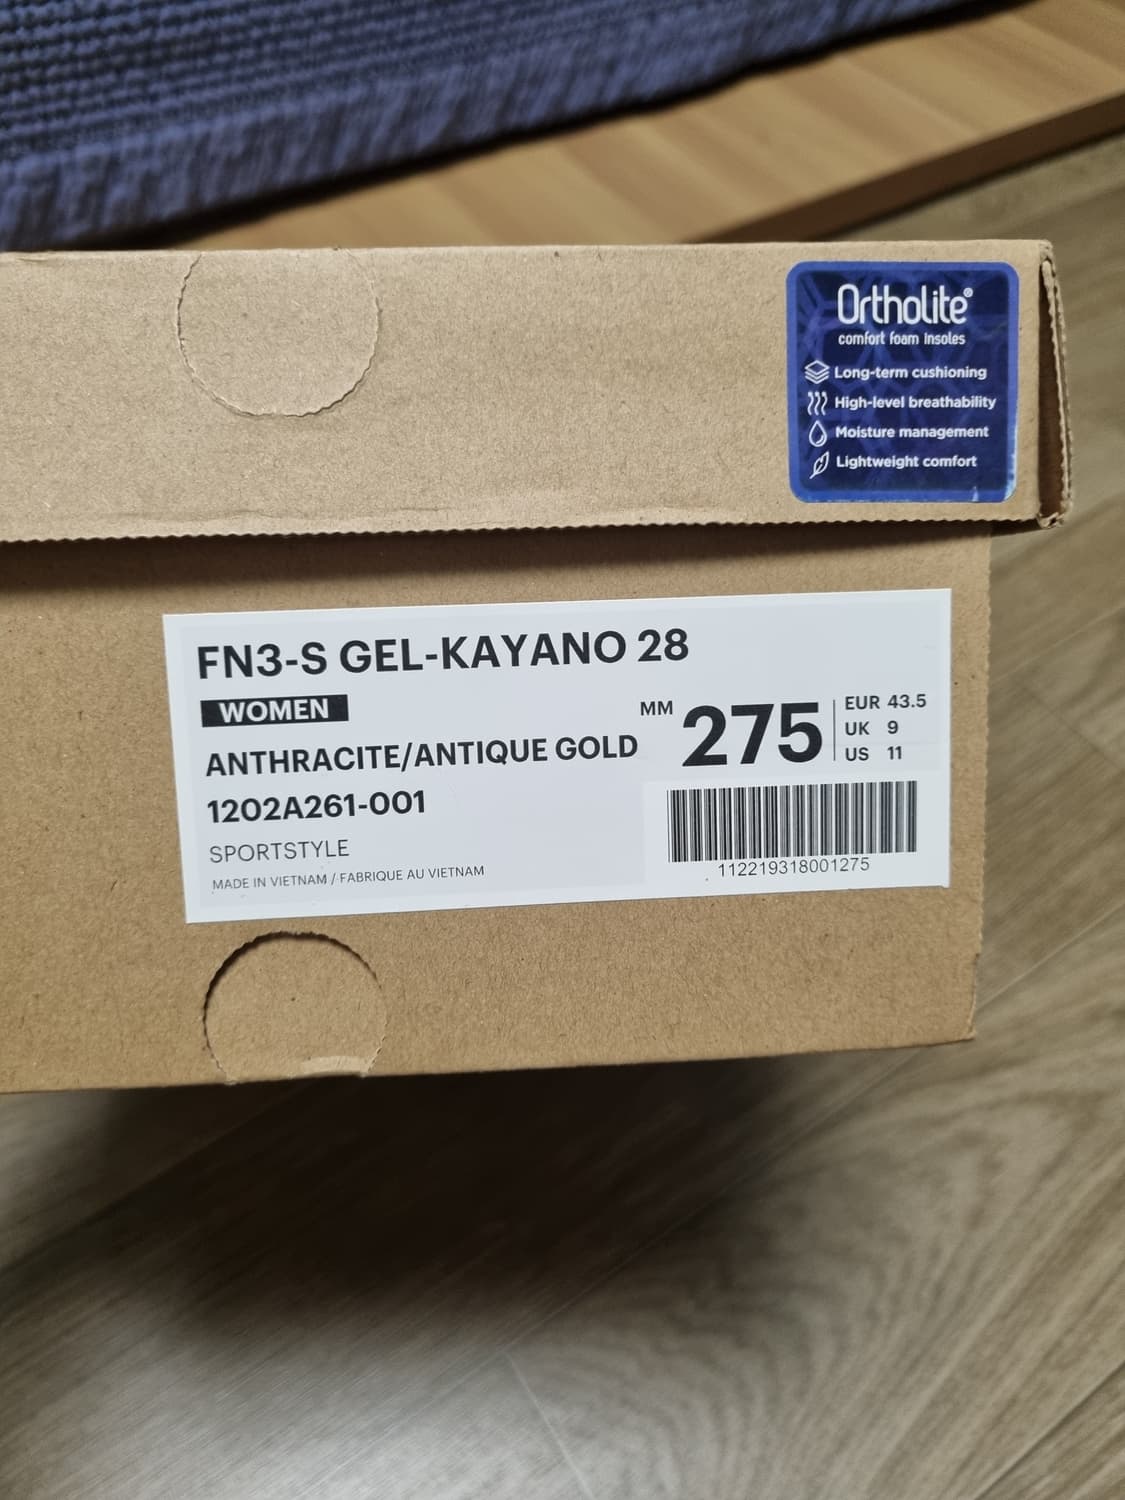 Ortholite®
comfort foam insoles
Long-term cushioning
High-level breathability
Moisture management
Lightweight comfort
FN3-S GEL-KAYANO 28
WOMEN
ANTHRACITE/ANTIQUE GOLD
1202A261-001
SPORTSTYLE
MADE IN VIETNAM / FABRIQUE AU VIETNAM
MM 275
EUR 43.5
UK 9
US 11
112219318001275